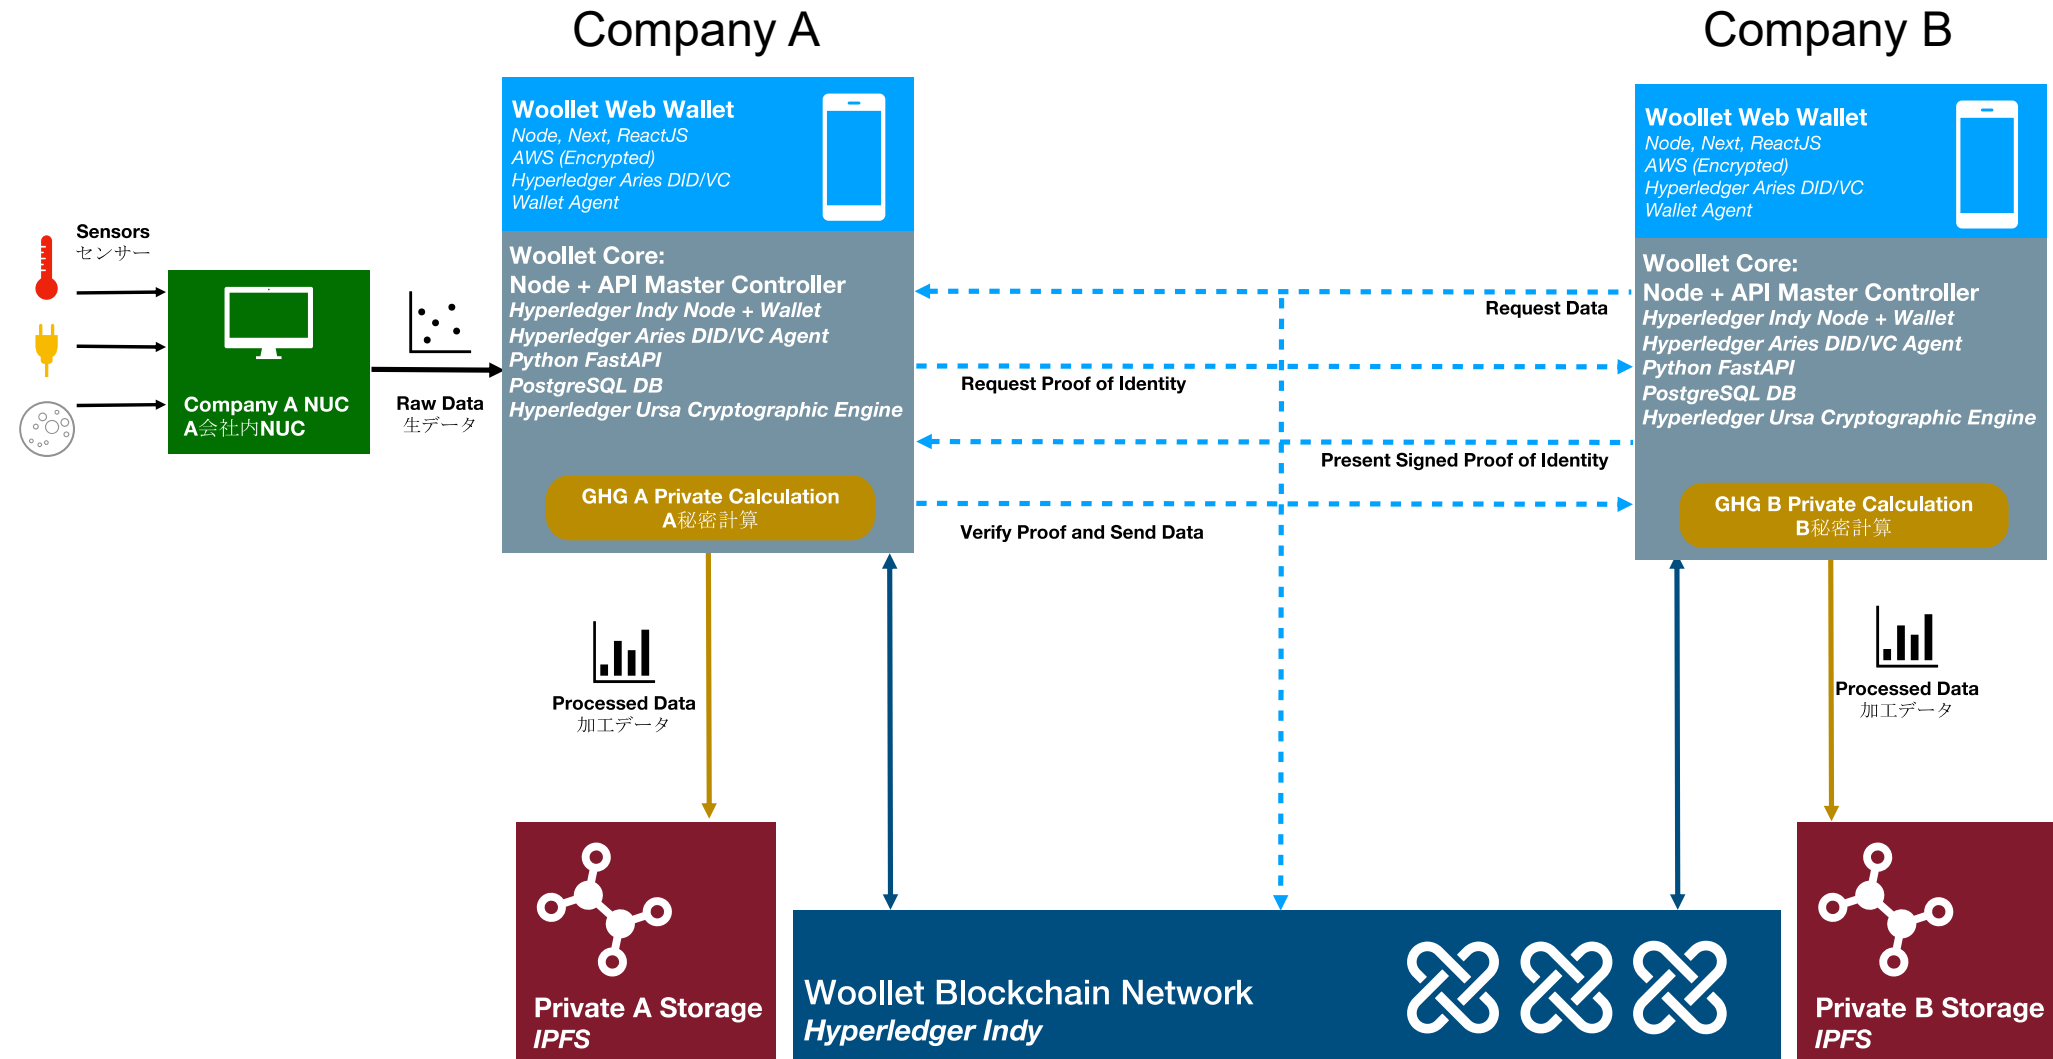 Company A
Company B
Woollet Web Wallet
Node, Next, ReactJS
AWS (Encrypted)
Hyperledger Aries DID/VC
Wallet Agent
Woollet Web Wallet
Node, Next, ReactJS
AWS (Encrypted)
Hyperledger Aries DID/VC
Wallet Agent
Sensors
センサー
Company A NUC
A会社内NUC
Raw Data
生データ
Woollet Core:
Node + API Master Controller
Hyperledger Indy Node + Wallet
Hyperledger Aries DID/VC Agent
Python FastAPI
PostgreSQL DB
Hyperledger Ursa Cryptographic Engine
GHG A Private Calculation
A秘密計算
Request Data
Request Proof of Identity
Present Signed Proof of Identity
Verify Proof and Send Data
Woollet Core:
Node + API Master Controller
Hyperledger Indy Node + Wallet
Hyperledger Aries DID/VC Agent
Python FastAPI
PostgreSQL DB
Hyperledger Ursa Cryptographic Engine
GHG B Private Calculation
B秘密計算
Processed Data
加工データ
Processed Data
加工データ
Private A Storage
IPFS
Woollet Blockchain Network
Hyperledger Indy
Private B Storage
IPFS